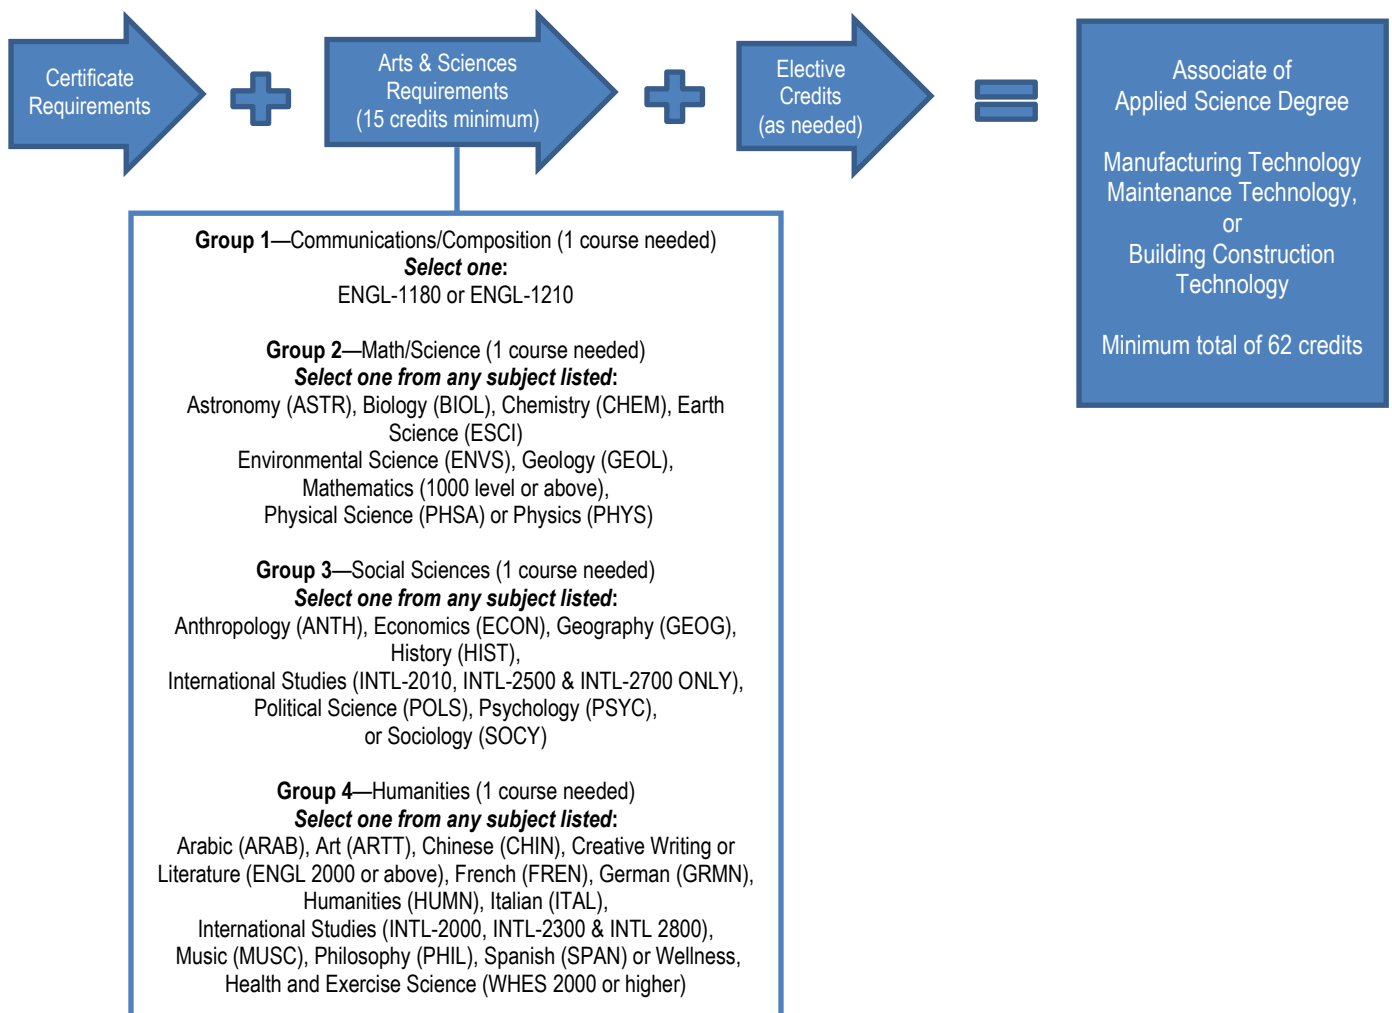 Certificate
Requirements
Arts & Sciences
Requirements
(15 credits minimum)
Elective
Credits
(as needed)
Associate of
Applied Science Degree
Manufacturing Technology
Maintenance Technology,
or
Building Construction
Technology
Minimum total of 62 credits
Group 1—Communications/Composition (1 course needed)
Select one:
ENGL-1180 or ENGL-1210
Group 2—Math/Science (1 course needed)
Select one from any subject listed:
Astronomy (ASTR), Biology (BIOL), Chemistry (CHEM), Earth
Science (ESCI)
Environmental Science (ENVS), Geology (GEOL),
Mathematics (1000 level or above),
Physical Science (PHSA) or Physics (PHYS)
Group 3—Social Sciences (1 course needed)
Select one from any subject listed:
Anthropology (ANTH), Economics (ECON), Geography (GEOG),
History (HIST),
International Studies (INTL-2010, INTL-2500 & INTL-2700 ONLY),
Political Science (POLS), Psychology (PSYC),
or Sociology (SOCY)
Group 4—Humanities (1 course needed)
Select one from any subject listed:
Arabic (ARAB), Art (ARTT), Chinese (CHIN), Creative Writing or
Literature (ENGL 2000 or above), French (FREN), German (GRMN),
Humanities (HUMN), Italian (ITAL),
International Studies (INTL-2000, INTL-2300 & INTL 2800),
Music (MUSC), Philosophy (PHIL), Spanish (SPAN) or Wellness,
Health and Exercise Science (WHES 2000 or higher)